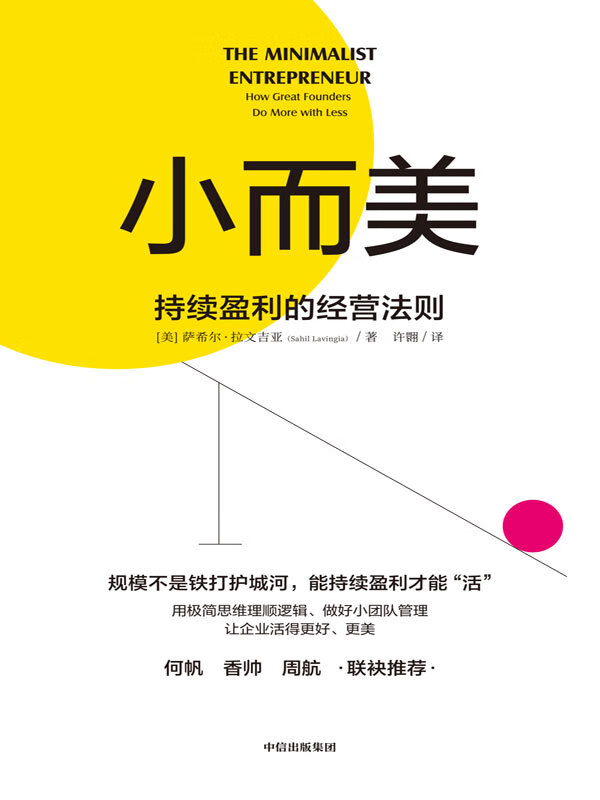 THE MINIMALIST
ENTREPRENEUR
How Great Founders
Do More with Less
小而美
持续盈利的经营法则
[美] 萨希尔·拉文吉亚（Sahil Lavingia）/ 著 许翾 / 译
规模不是铁打护城河，能持续盈利才能“活”
用极简思维理顺逻辑、做好小团队管理
让企业活得更好、更美
何帆 香帅 周航 ·联袂推荐·
中信出版集团